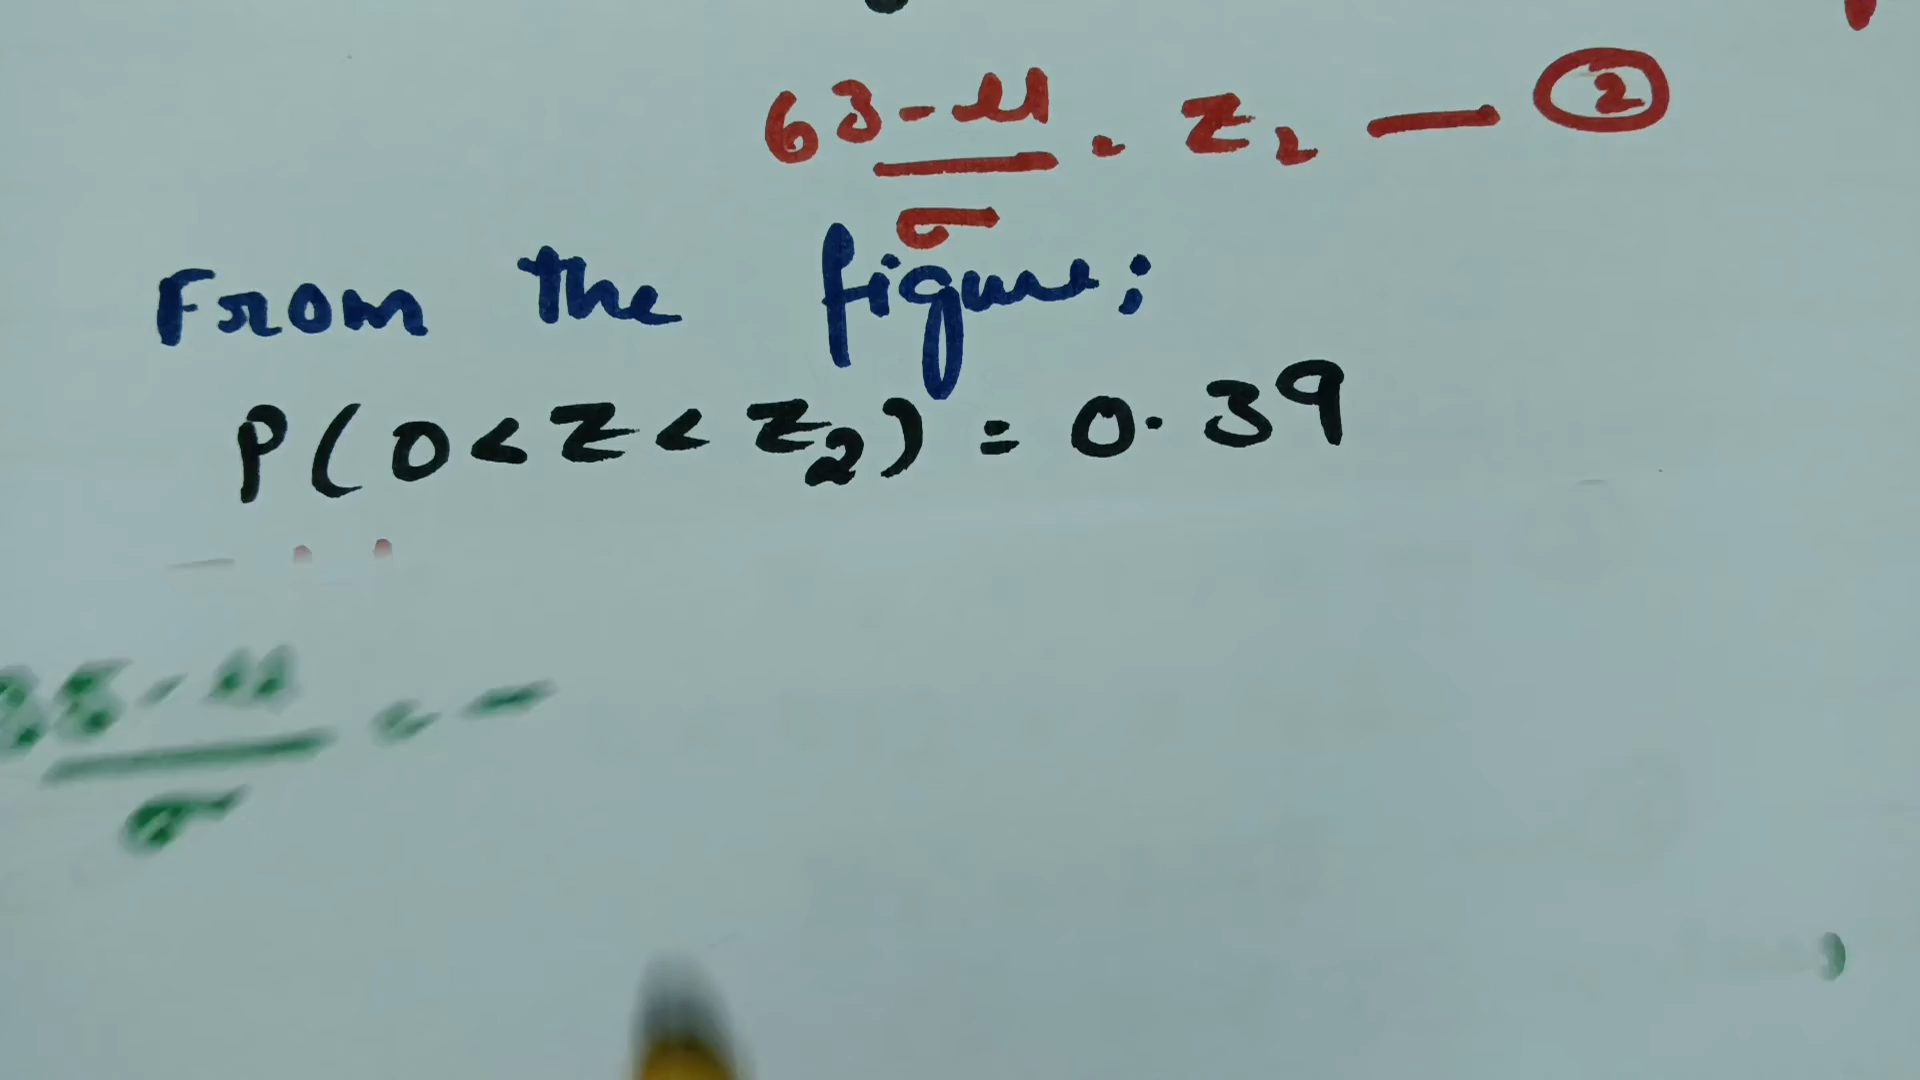 63-μ/σ = Z₂ — ②
From the figure;
P(0<Z<Z₂) = 0.39